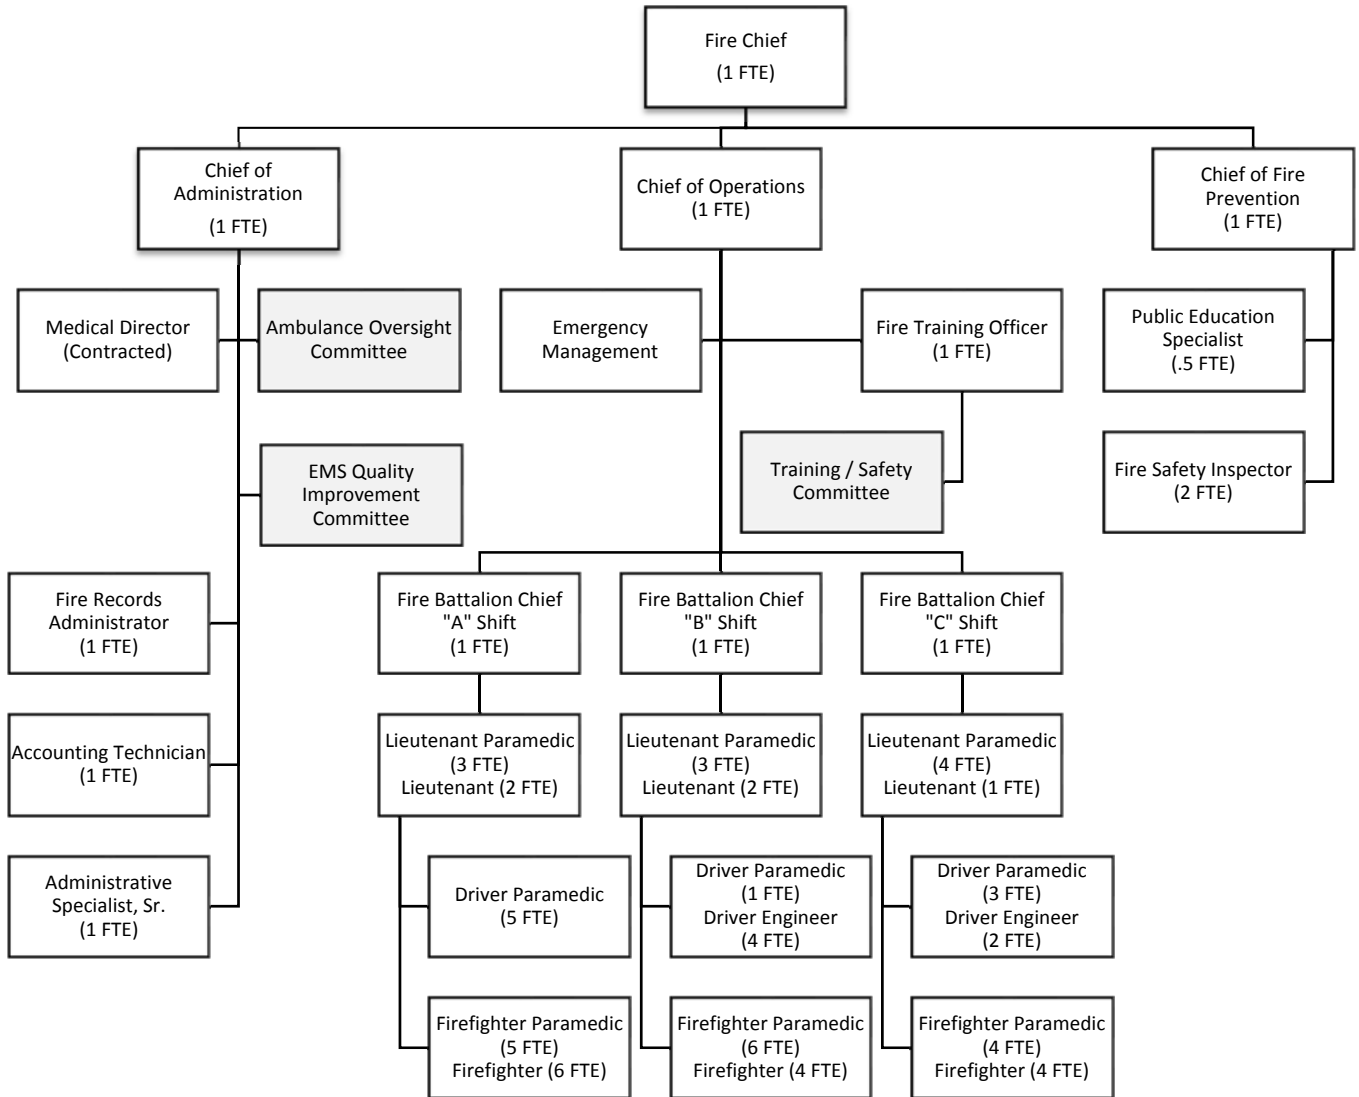 Fire Chief
(1 FTE)
Chief of
Administration
(1 FTE)
Chief of Operations
(1 FTE)
Chief of Fire
Prevention
(1 FTE)
Medical Director
(Contracted)
Ambulance Oversight
Committee
Emergency
Management
Fire Training Officer
(1 FTE)
Public Education
Specialist
(.5 FTE)
EMS Quality
Improvement
Committee
Training / Safety
Committee
Fire Safety Inspector
(2 FTE)
Fire Records
Administrator
(1 FTE)
Fire Battalion Chief
"A" Shift
(1 FTE)
Fire Battalion Chief
"B" Shift
(1 FTE)
Fire Battalion Chief
"C" Shift
(1 FTE)
Accounting Technician
(1 FTE)
Lieutenant Paramedic
(3 FTE)
Lieutenant (2 FTE)
Lieutenant Paramedic
(3 FTE)
Lieutenant (2 FTE)
Lieutenant Paramedic
(4 FTE)
Lieutenant (1 FTE)
Administrative
Specialist, Sr.
(1 FTE)
Driver Paramedic
(5 FTE)
Driver Paramedic
(1 FTE)
Driver Engineer
(4 FTE)
Driver Paramedic
(3 FTE)
Driver Engineer
(2 FTE)
Firefighter Paramedic
(5 FTE)
Firefighter (6 FTE)
Firefighter Paramedic
(6 FTE)
Firefighter (4 FTE)
Firefighter Paramedic
(4 FTE)
Firefighter (4 FTE)